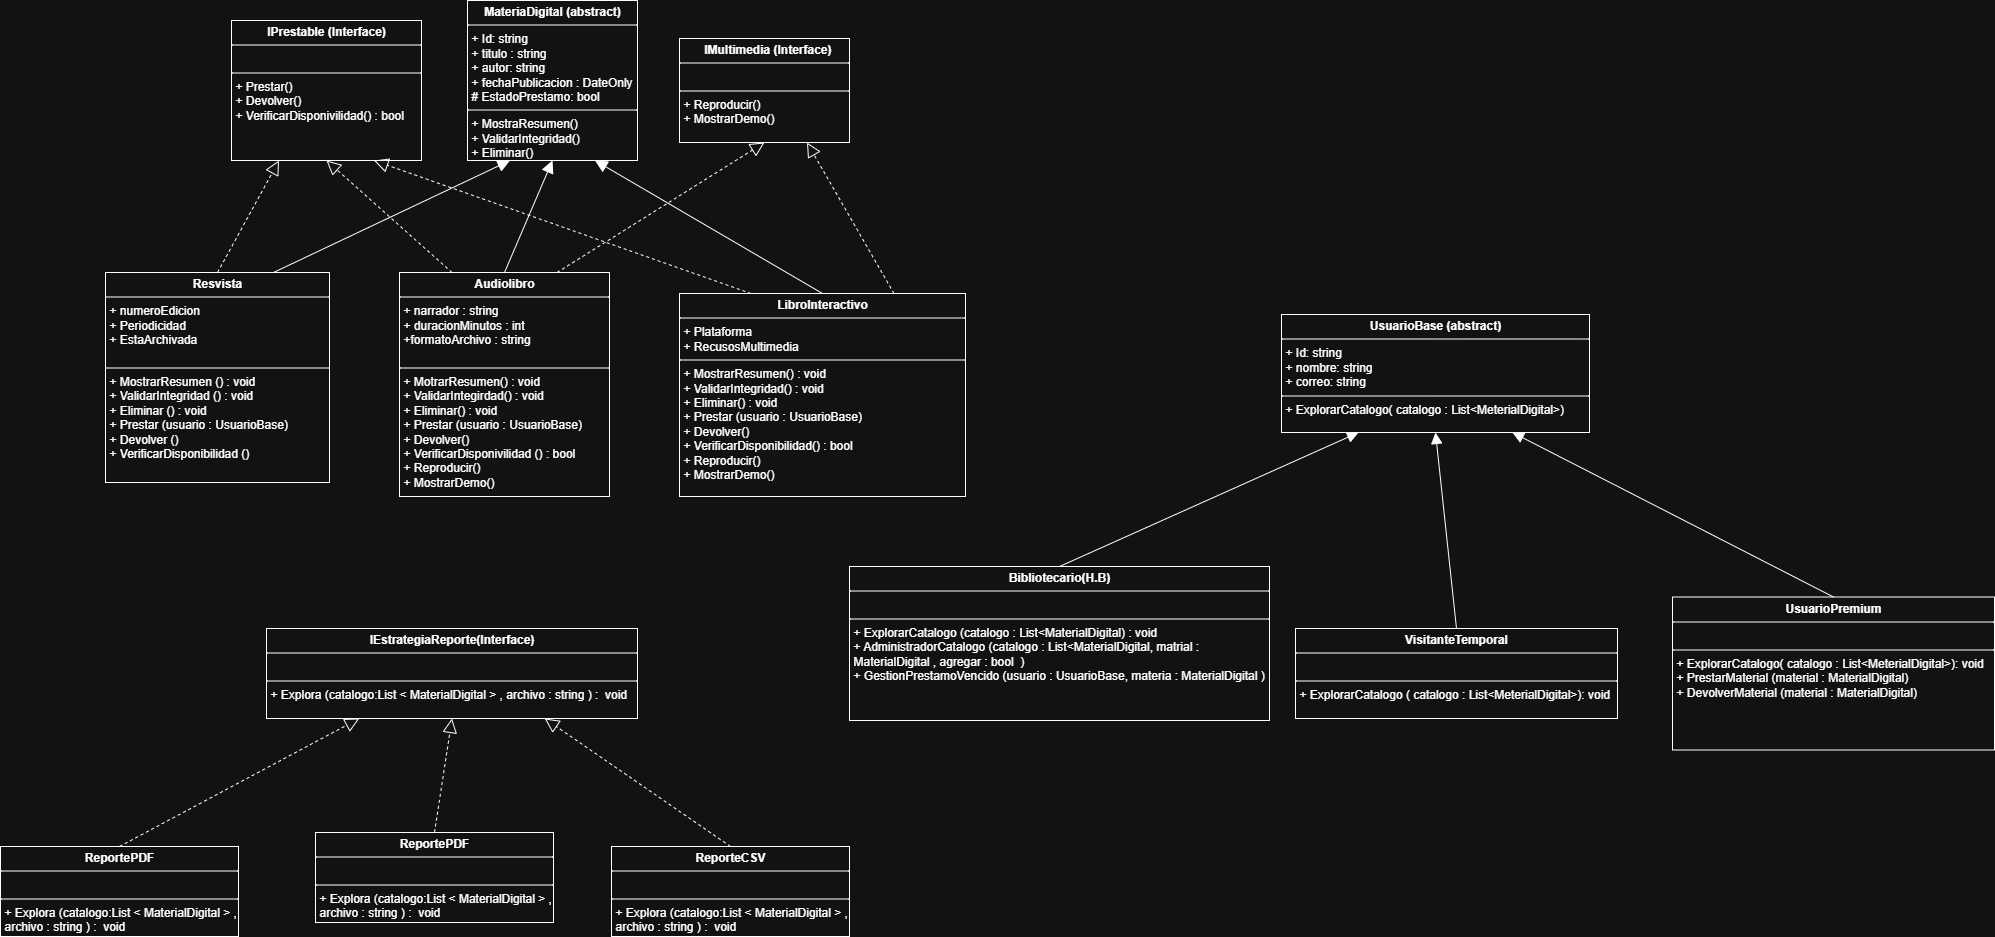 IPrestable (Interface)
+ Prestar()
+ Devolver()
+ VerificarDisponivilidad() : bool
MateriaDigital (abstract)
+ Id: string
+ titulo : string
+ autor: string
+ fechaPublicacion : DateOnly
# EstadoPrestamo: bool
+ MostraResumen()
+ ValidarIntegridad()
+ Eliminar()
IMultimedia (Interface)
+ Reproducir()
+ MostrarDemo()
Resvista
+ numeroEdicion
+ Periodicidad
+ EstaArchivada
+ MostrarResumen () : void
+ ValidarIntegridad () : void
+ Eliminar () : void
+ Prestar (usuario : UsuarioBase)
+ Devolver ()
+ VerificarDisponibilidad ()
Audiolibro
+ narrador : string
+ duracionMinutos : int
+formatoArchivo : string
+ MotrarResumen() : void
+ ValidarIntegirdad() : void
+ Eliminar() : void
+ Prestar (usuario : UsuarioBase)
+ Devolver()
+ VerificarDisponivilidad () : bool
+ Reproducir()
+ MostrarDemo()
LibroInteractivo
+ Plataforma
+ RecusosMultimedia
+ MostrarResumen() : void
+ ValidarIntegridad() : void
+ Eliminar() : void
+ Prestar (usuario : UsuarioBase)
+ Devolver()
+ VerificarDisponibilidad() : bool
+ Reproducir()
+ MostrarDemo()
UsuarioBase (abstract)
+ Id: string
+ nombre: string
+ correo: string
+ ExplorarCatalogo( catalogo : List<MeterialDigital>)
Bibliotecario(H.B)
+ ExplorarCatalogo (catalogo : List<MaterialDigital) : void
+ AdministradorCatalogo (catalogo : List<MaterialDigital, matrial :
MaterialDigital , agregar : bool )
+ GestionPrestamoVencido (usuario : UsuarioBase, materia : MaterialDigital )
VisitanteTemporal
+ ExplorarCatalogo ( catalogo : List<MeterialDigital>): void
UsuarioPremium
+ ExplorarCatalogo( catalogo : List<MeterialDigital>): void
+ PrestarMaterial (material : MaterialDigital)
+ DevolverMaterial (material : MaterialDigital)
IEstrategiaReporte(Interface)
+ Explora (catalogo:List < MaterialDigital > , archivo : string ) : void
ReportePDF
+ Explora (catalogo:List < MaterialDigital > ,
archivo : string ) : void
ReportePDF
+ Explora (catalogo:List < MaterialDigital > ,
archivo : string ) : void
ReporteCSV
+ Explora (catalogo:List < MaterialDigital > ,
archivo : string ) : void